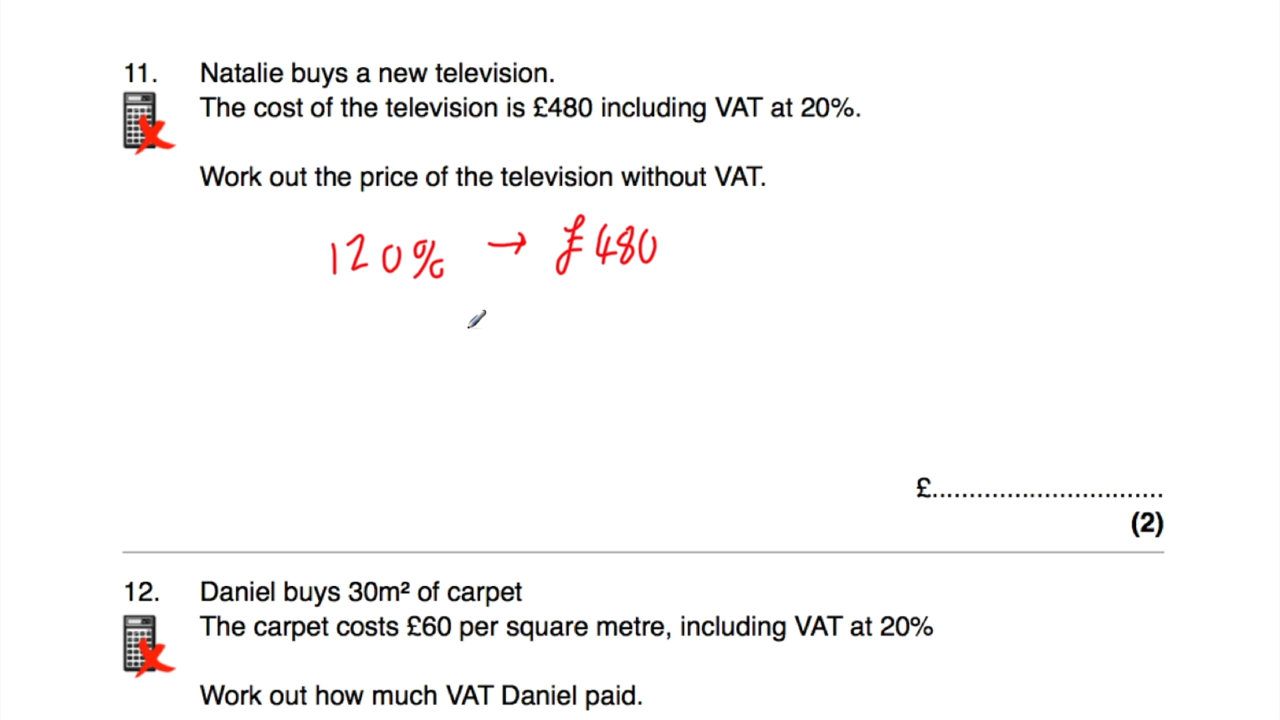 11. Natalie buys a new television.
The cost of the television is £480 including VAT at 20%.
Work out the price of the television without VAT.
120% → £480
£...............................
(2)
12. Daniel buys 30m² of carpet
The carpet costs £60 per square metre, including VAT at 20%
Work out how much VAT Daniel paid.